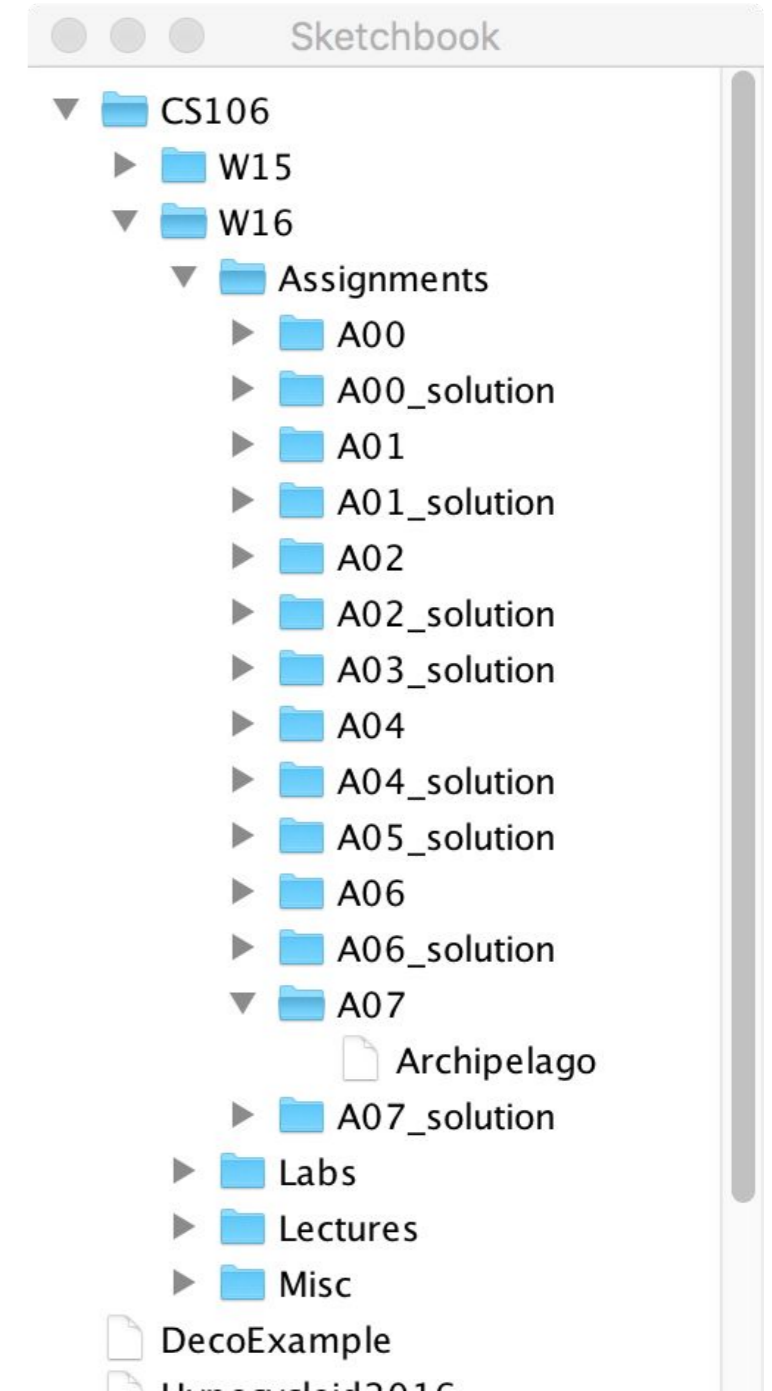 Sketchbook
CS106
W15
W16
Assignments
A00
A00_solution
A01
A01_solution
A02
A02_solution
A03_solution
A04
A04_solution
A05_solution
A06
A06_solution
A07
Archipelago
A07_solution
Labs
Lectures
Misc
DecoExample